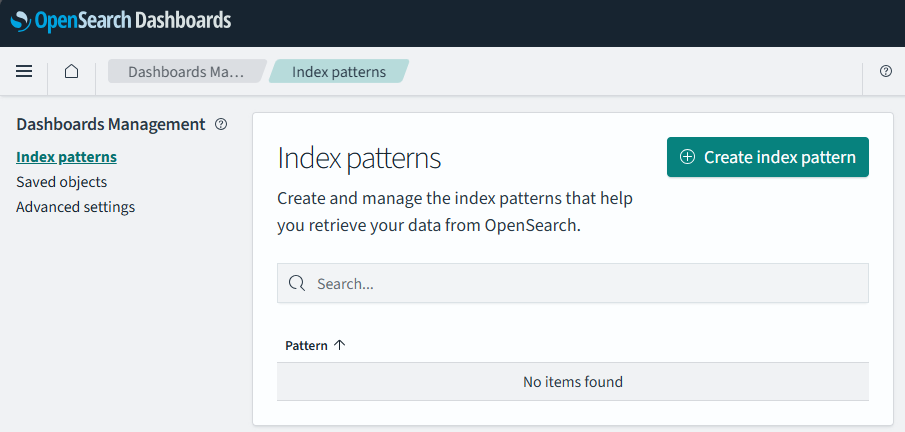 OpenSearch Dashboards
Dashboards Ma...
Index patterns
Dashboards Management
Index patterns
Saved objects
Advanced settings
Index patterns
Create index pattern
Create and manage the index patterns that help
you retrieve your data from OpenSearch.
Search...
Pattern
No items found